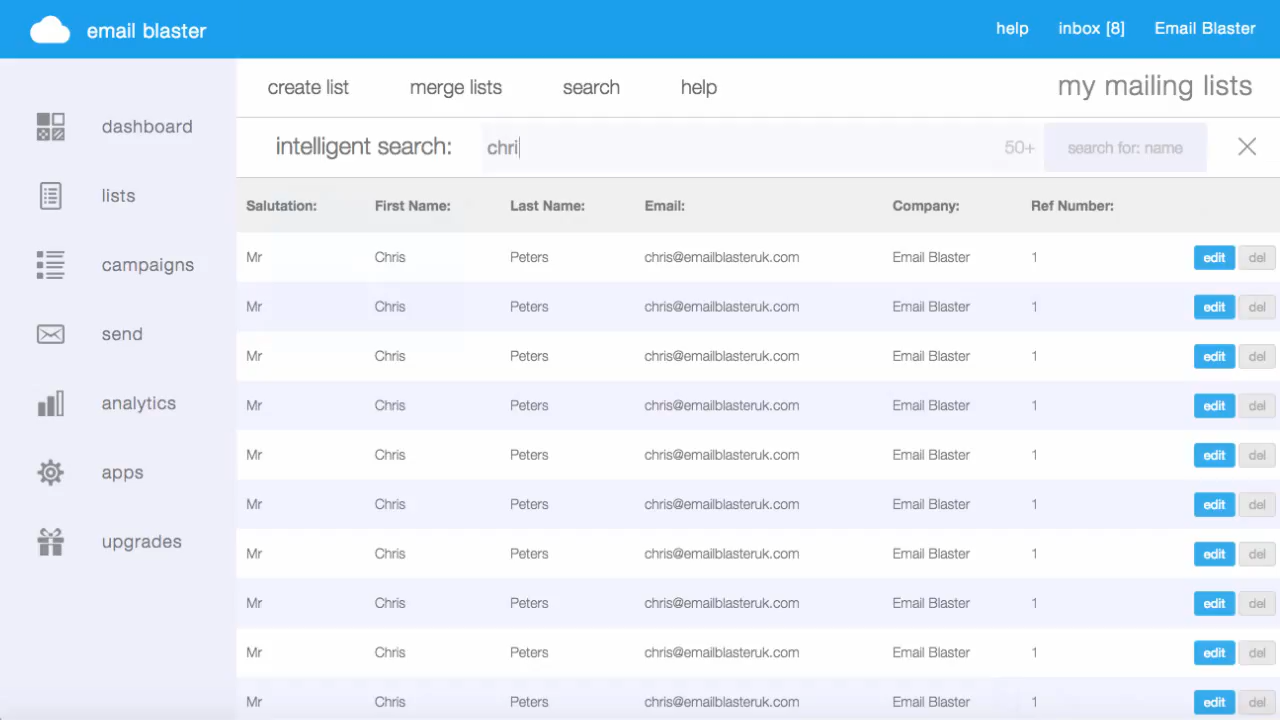 email blaster help inbox [8] Email Blaster
create list merge lists search help my mailing lists
dashboard
lists
campaigns
send
analytics
apps
upgrades
intelligent search: chri 50+ search for: name
Salutation: First Name: Last Name: Email: Company: Ref Number:
Mr Chris Peters chris@emailblasteruk.com Email Blaster 1 edit del
Mr Chris Peters chris@emailblasteruk.com Email Blaster 1 edit del
Mr Chris Peters chris@emailblasteruk.com Email Blaster 1 edit del
Mr Chris Peters chris@emailblasteruk.com Email Blaster 1 edit del
Mr Chris Peters chris@emailblasteruk.com Email Blaster 1 edit del
Mr Chris Peters chris@emailblasteruk.com Email Blaster 1 edit del
Mr Chris Peters chris@emailblasteruk.com Email Blaster 1 edit del
Mr Chris Peters chris@emailblasteruk.com Email Blaster 1 edit del
Mr Chris Peters chris@emailblasteruk.com Email Blaster 1 edit del
Mr Chris Peters chris@emailblasteruk.com Email Blaster 1 edit del